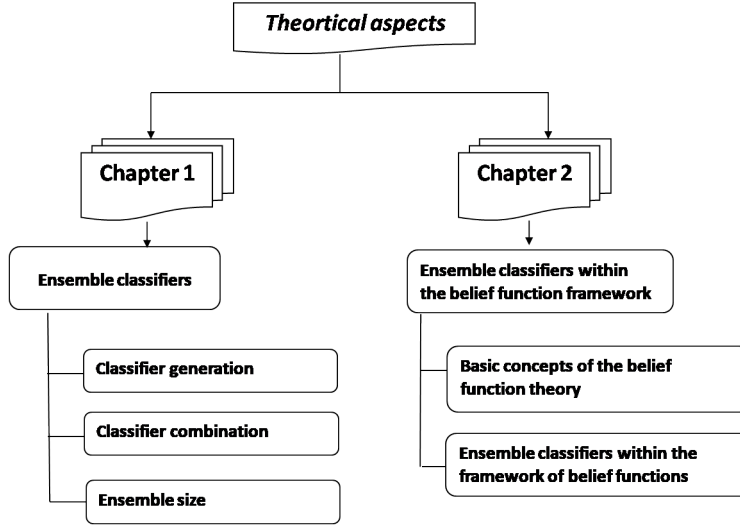 Theortical aspects
Chapter 1
Ensemble classifiers
Classifier generation
Classifier combination
Ensemble size
Chapter 2
Ensemble classifiers within
the belief function framework
Basic concepts of the belief
function theory
Ensemble classifiers within the
framework of belief functions